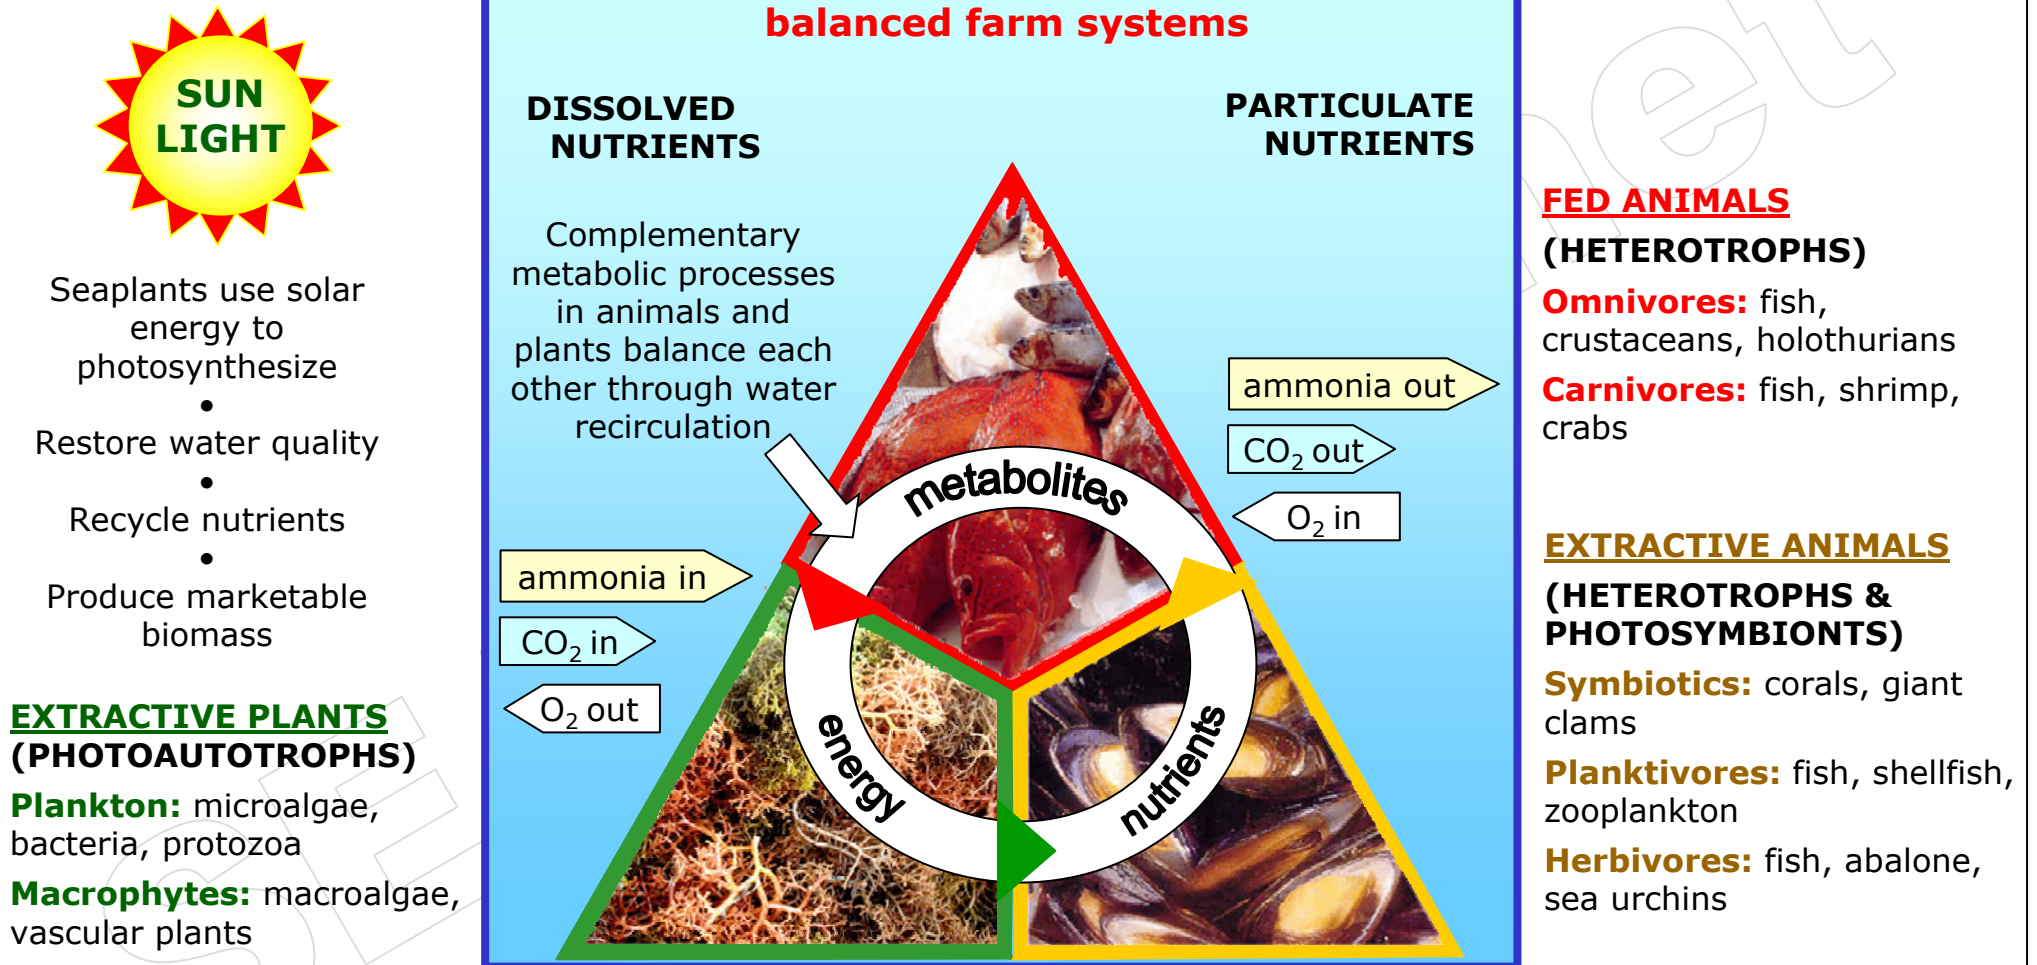 balanced farm systems
SUN
LIGHT
Seaplants use solar
energy to
photosynthesize
•
Restore water quality
•
Recycle nutrients
•
Produce marketable
biomass
EXTRACTIVE PLANTS
(PHOTOAUTOTROPHS)
Plankton: microalgae,
bacteria, protozoa
Macrophytes: macroalgae,
vascular plants
DISSOLVED
NUTRIENTS
Complementary
metabolic processes
in animals and
plants balance each
other through water
recirculation
ammonia in
CO₂ in
O₂ out
metabolites
energy
nutrients
PARTICULATE
NUTRIENTS
ammonia out
CO₂ out
O₂ in
FED ANIMALS
(HETEROTROPHS)
Omnivores: fish,
crustaceans, holothurians
Carnivores: fish, shrimp,
crabs
EXTRACTIVE ANIMALS
(HETEROTROPHS &
PHOTOSYMBIONTS)
Symbiotics: corals, giant
clams
Planktivores: fish, shellfish,
zooplankton
Herbivores: fish, abalone,
sea urchins